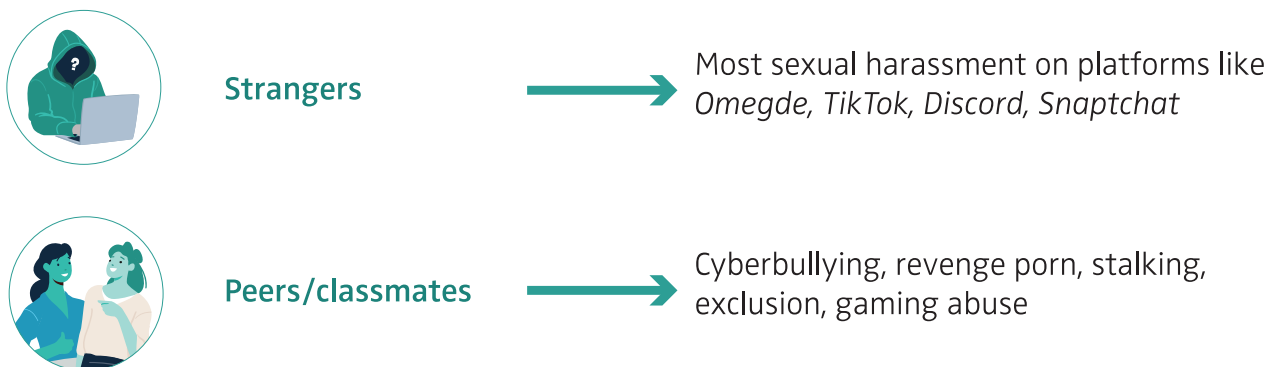 ?
Strangers
Most sexual harassment on platforms like
Omegde, TikTok, Discord, Snaptchat
Peers/classmates
Cyberbullying, revenge porn, stalking,
exclusion, gaming abuse